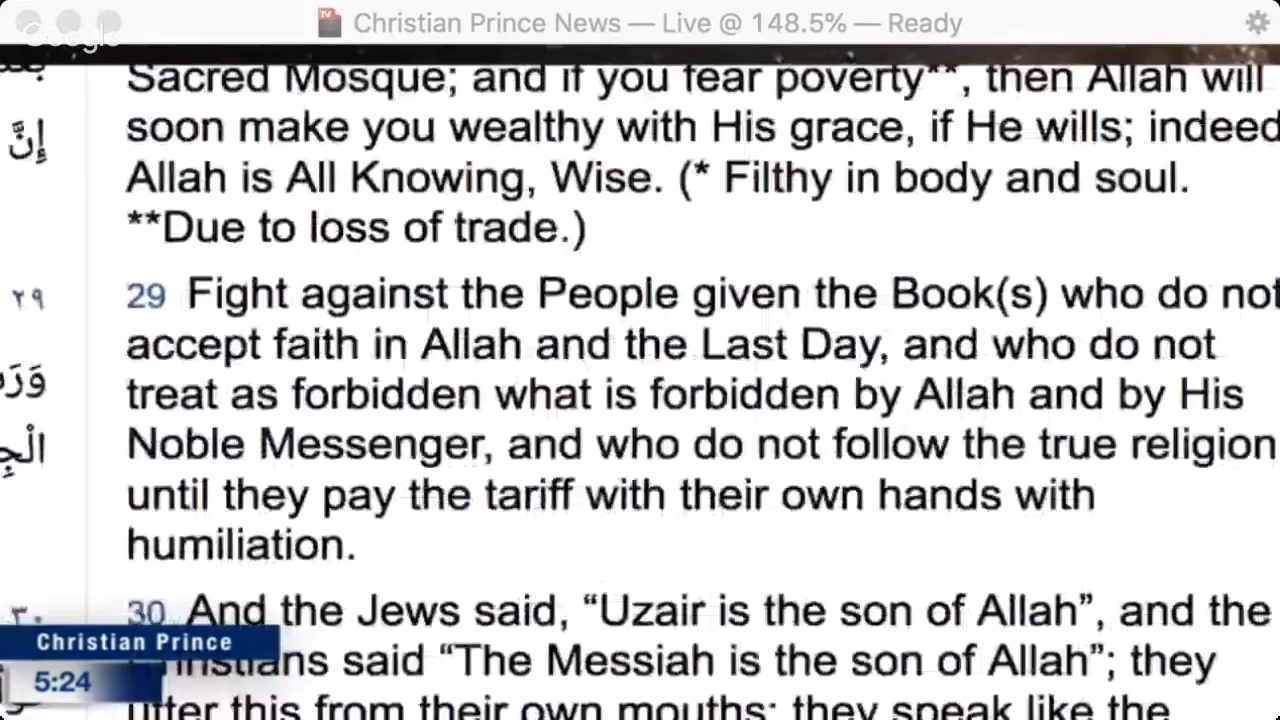 Christian Prince News — Live @ 148.5% — Ready
Google
Sacred Mosque; and if you fear poverty**, then Allah will
soon make you wealthy with His grace, if He wills; indeed
إِنَّ
Allah is All Knowing, Wise. (* Filthy in body and soul.
**Due to loss of trade.)
٢٩
29 Fight against the People given the Book(s) who do not
accept faith in Allah and the Last Day, and who do not
treat as forbidden what is forbidden by Allah and by His
Noble Messenger, and who do not follow the true religion
until they pay the tariff with their own hands with
humiliation.
٣٠
30 And the Jews said, “Uzair is the son of Allah”, and the
Christians said “The Messiah is the son of Allah”; they
utter this from their own mouths; they speak like the
Christian Prince
5:24